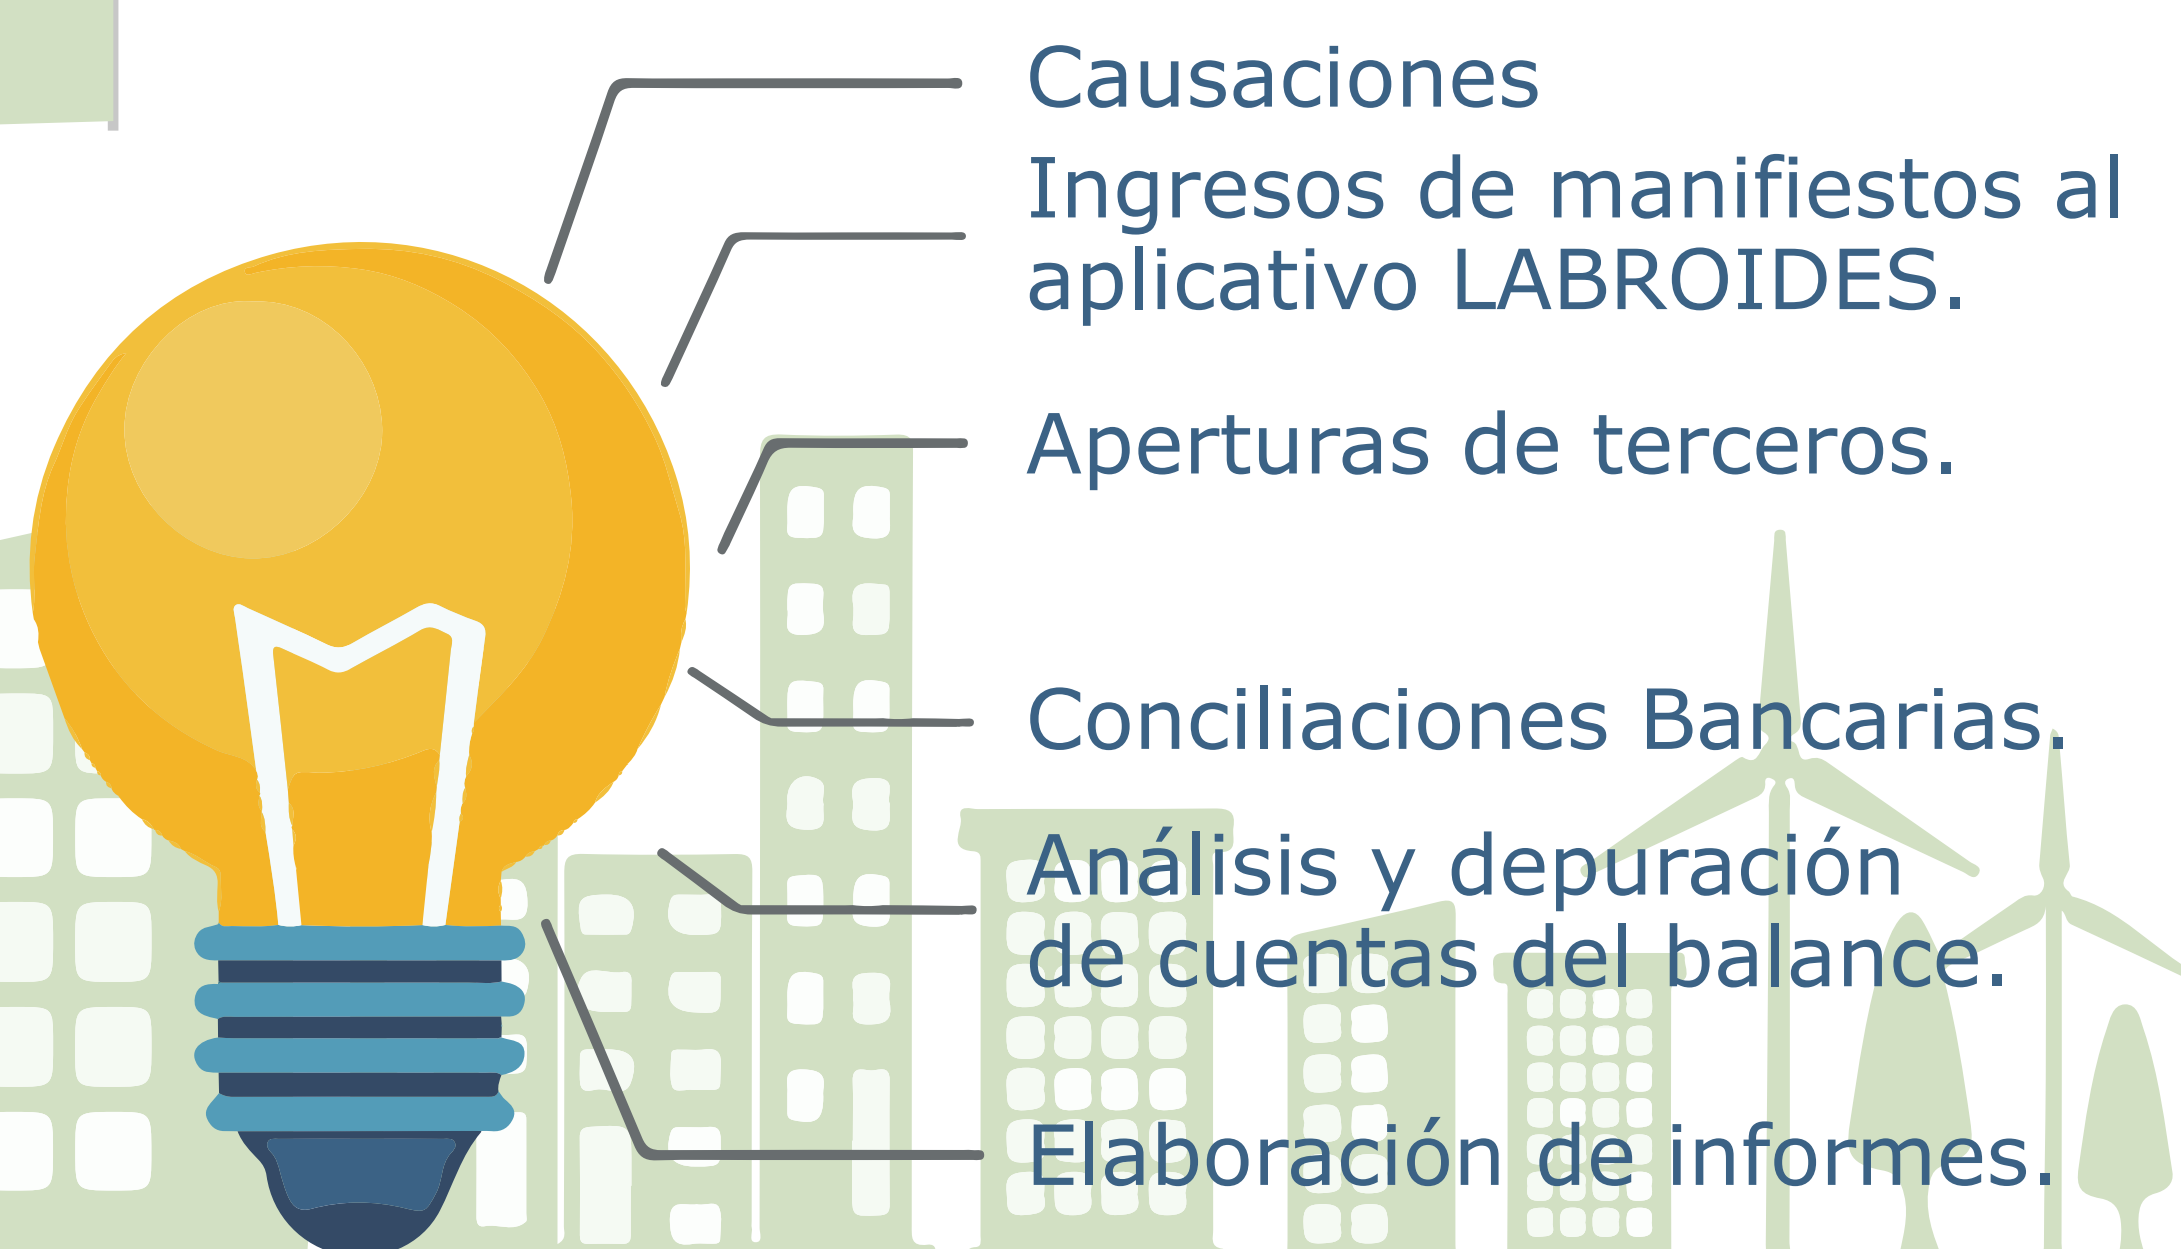 Causaciones
Ingresos de manifiestos al
aplicativo LABROIDES.
Aperturas de terceros.
Conciliaciones Bancarias.
Análisis y depuración
de cuentas del balance.
Elaboración de informes.